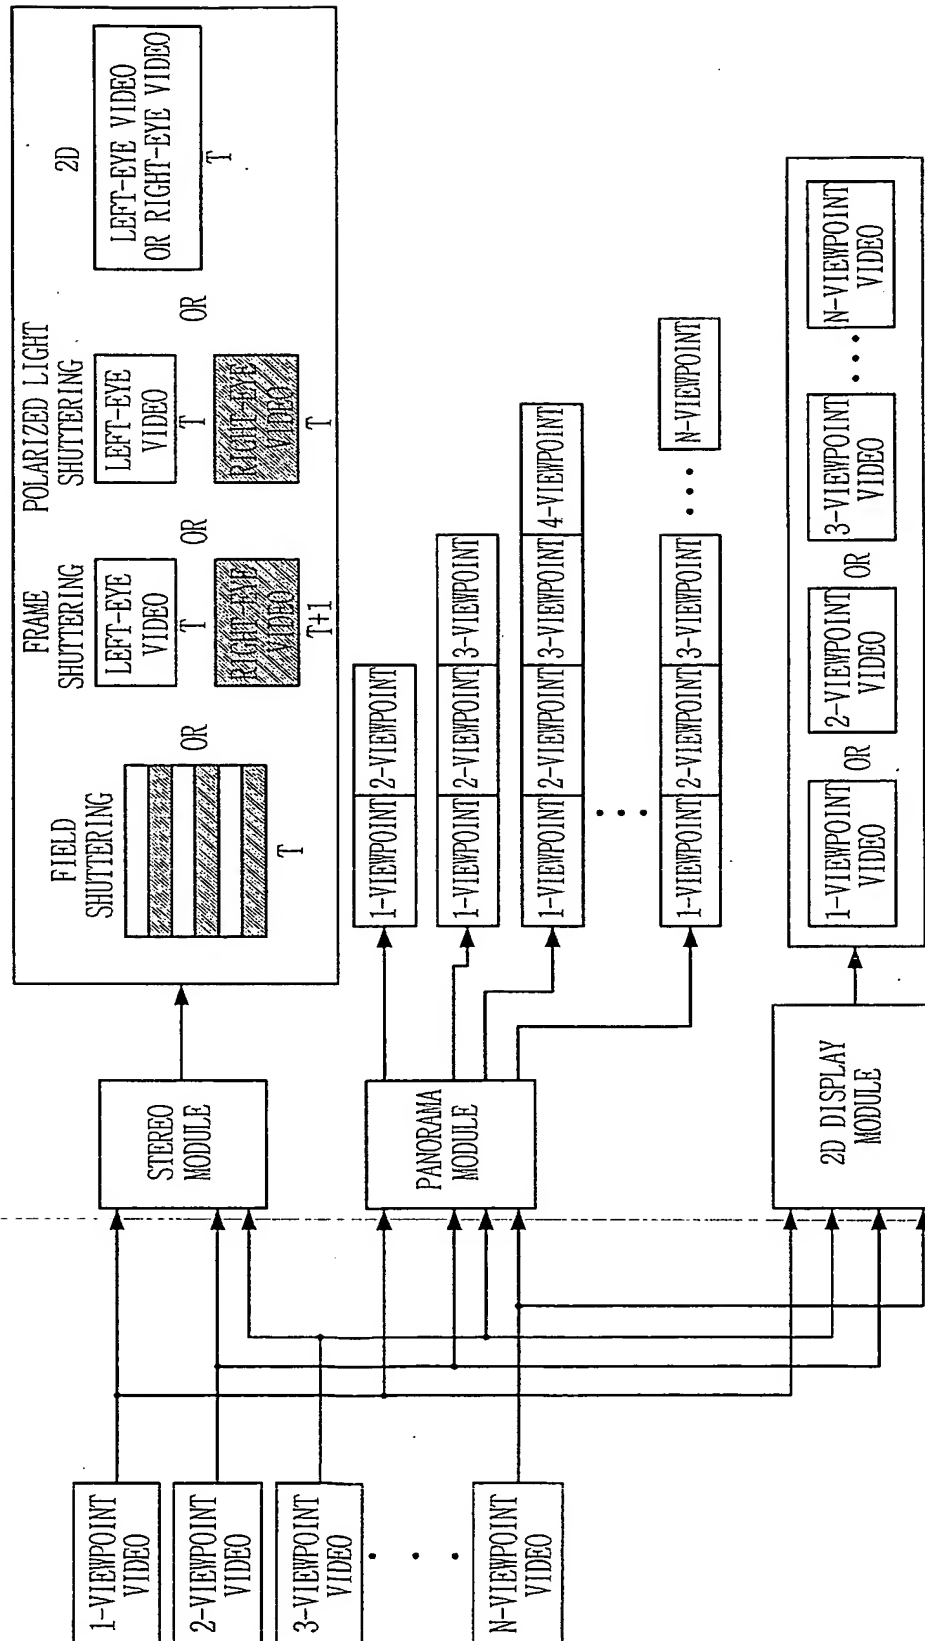 1-VIEWPOINT
VIDEO
2-VIEWPOINT
VIDEO
3-VIEWPOINT
VIDEO
N-VIEWPOINT
VIDEO
STEREO
MODULE
PANORAMA
MODULE
2D DISPLAY
MODULE
FIELD
SHUTTERING
T
OR
FRAME
SHUTTERING
LEFT-EYE
VIDEO
T
RIGHT-EYE
VIDEO
T+1
OR
POLARIZED LIGHT
SHUTTERING
LEFT-EYE
VIDEO
T
RIGHT-EYE
VIDEO
T
OR
2D
LEFT-EYE VIDEO
OR RIGHT-EYE VIDEO
T
1-VIEWPOINT 2-VIEWPOINT
1-VIEWPOINT 2-VIEWPOINT 3-VIEWPOINT
1-VIEWPOINT 2-VIEWPOINT 3-VIEWPOINT 4-VIEWPOINT
1-VIEWPOINT 2-VIEWPOINT 3-VIEWPOINT N-VIEWPOINT
1-VIEWPOINT
VIDEO
OR
2-VIEWPOINT
VIDEO
OR
3-VIEWPOINT
VIDEO
N-VIEWPOINT
VIDEO